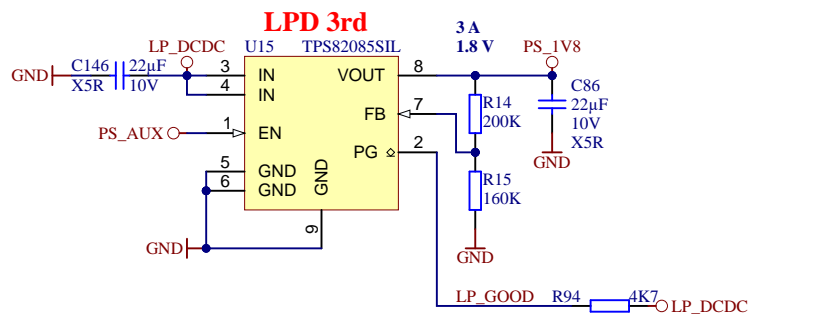 LPD 3rd
3 A
1.8 V
LP_DCDC
U15 TPS82085SIL
PS_1V8
C146 22µF
GND
X5R 10V
3 IN
4 IN
VOUT 8
FB 7
PG 2
PS_AUX 1 EN
5 GND
6 GND
GND
9
GND
R14
200K
R15
160K
GND
C86
22µF
10V
X5R
GND
LP_GOOD R94 4K7 LP_DCDC